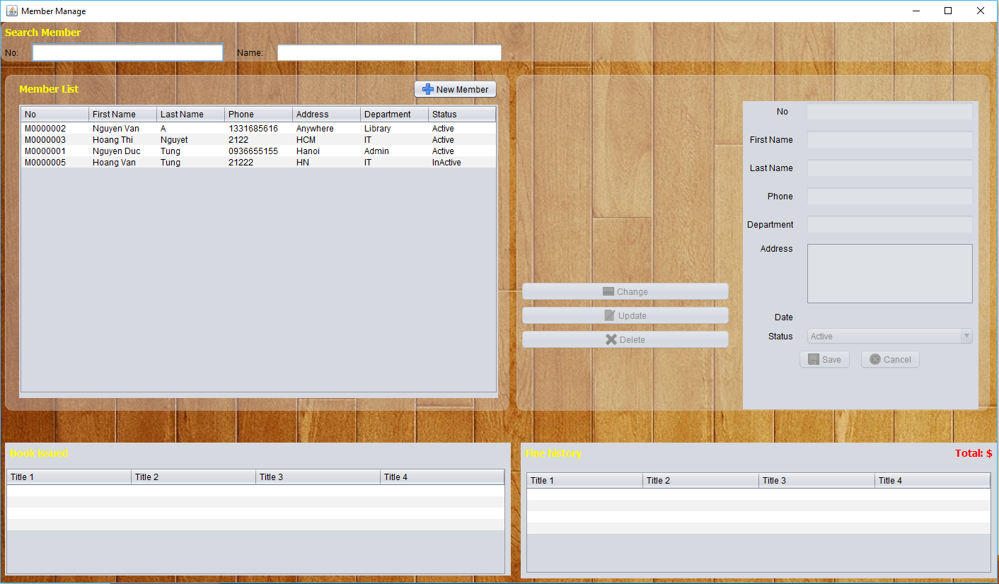 Member Manage
Search Member
No: Name:
Member List
New Member
No First Name Last Name Phone Address Department Status
M0000002 Nguyen Van A 1331685616 Anywhere Library Active
M0000003 Hoang Thi Nguyet 2122 HCM IT Active
M0000001 Nguyen Duc Tung 0936655155 Hanoi Admin Active
M0000005 Hoang Van Tung 21222 HN IT InActive
Change
Update
Delete
No
First Name
Last Name
Phone
Department
Address
Date
Status Active
Save Cancel
Book issued
Title 1 Title 2 Title 3 Title 4
Fine history Total: $
Title 1 Title 2 Title 3 Title 4